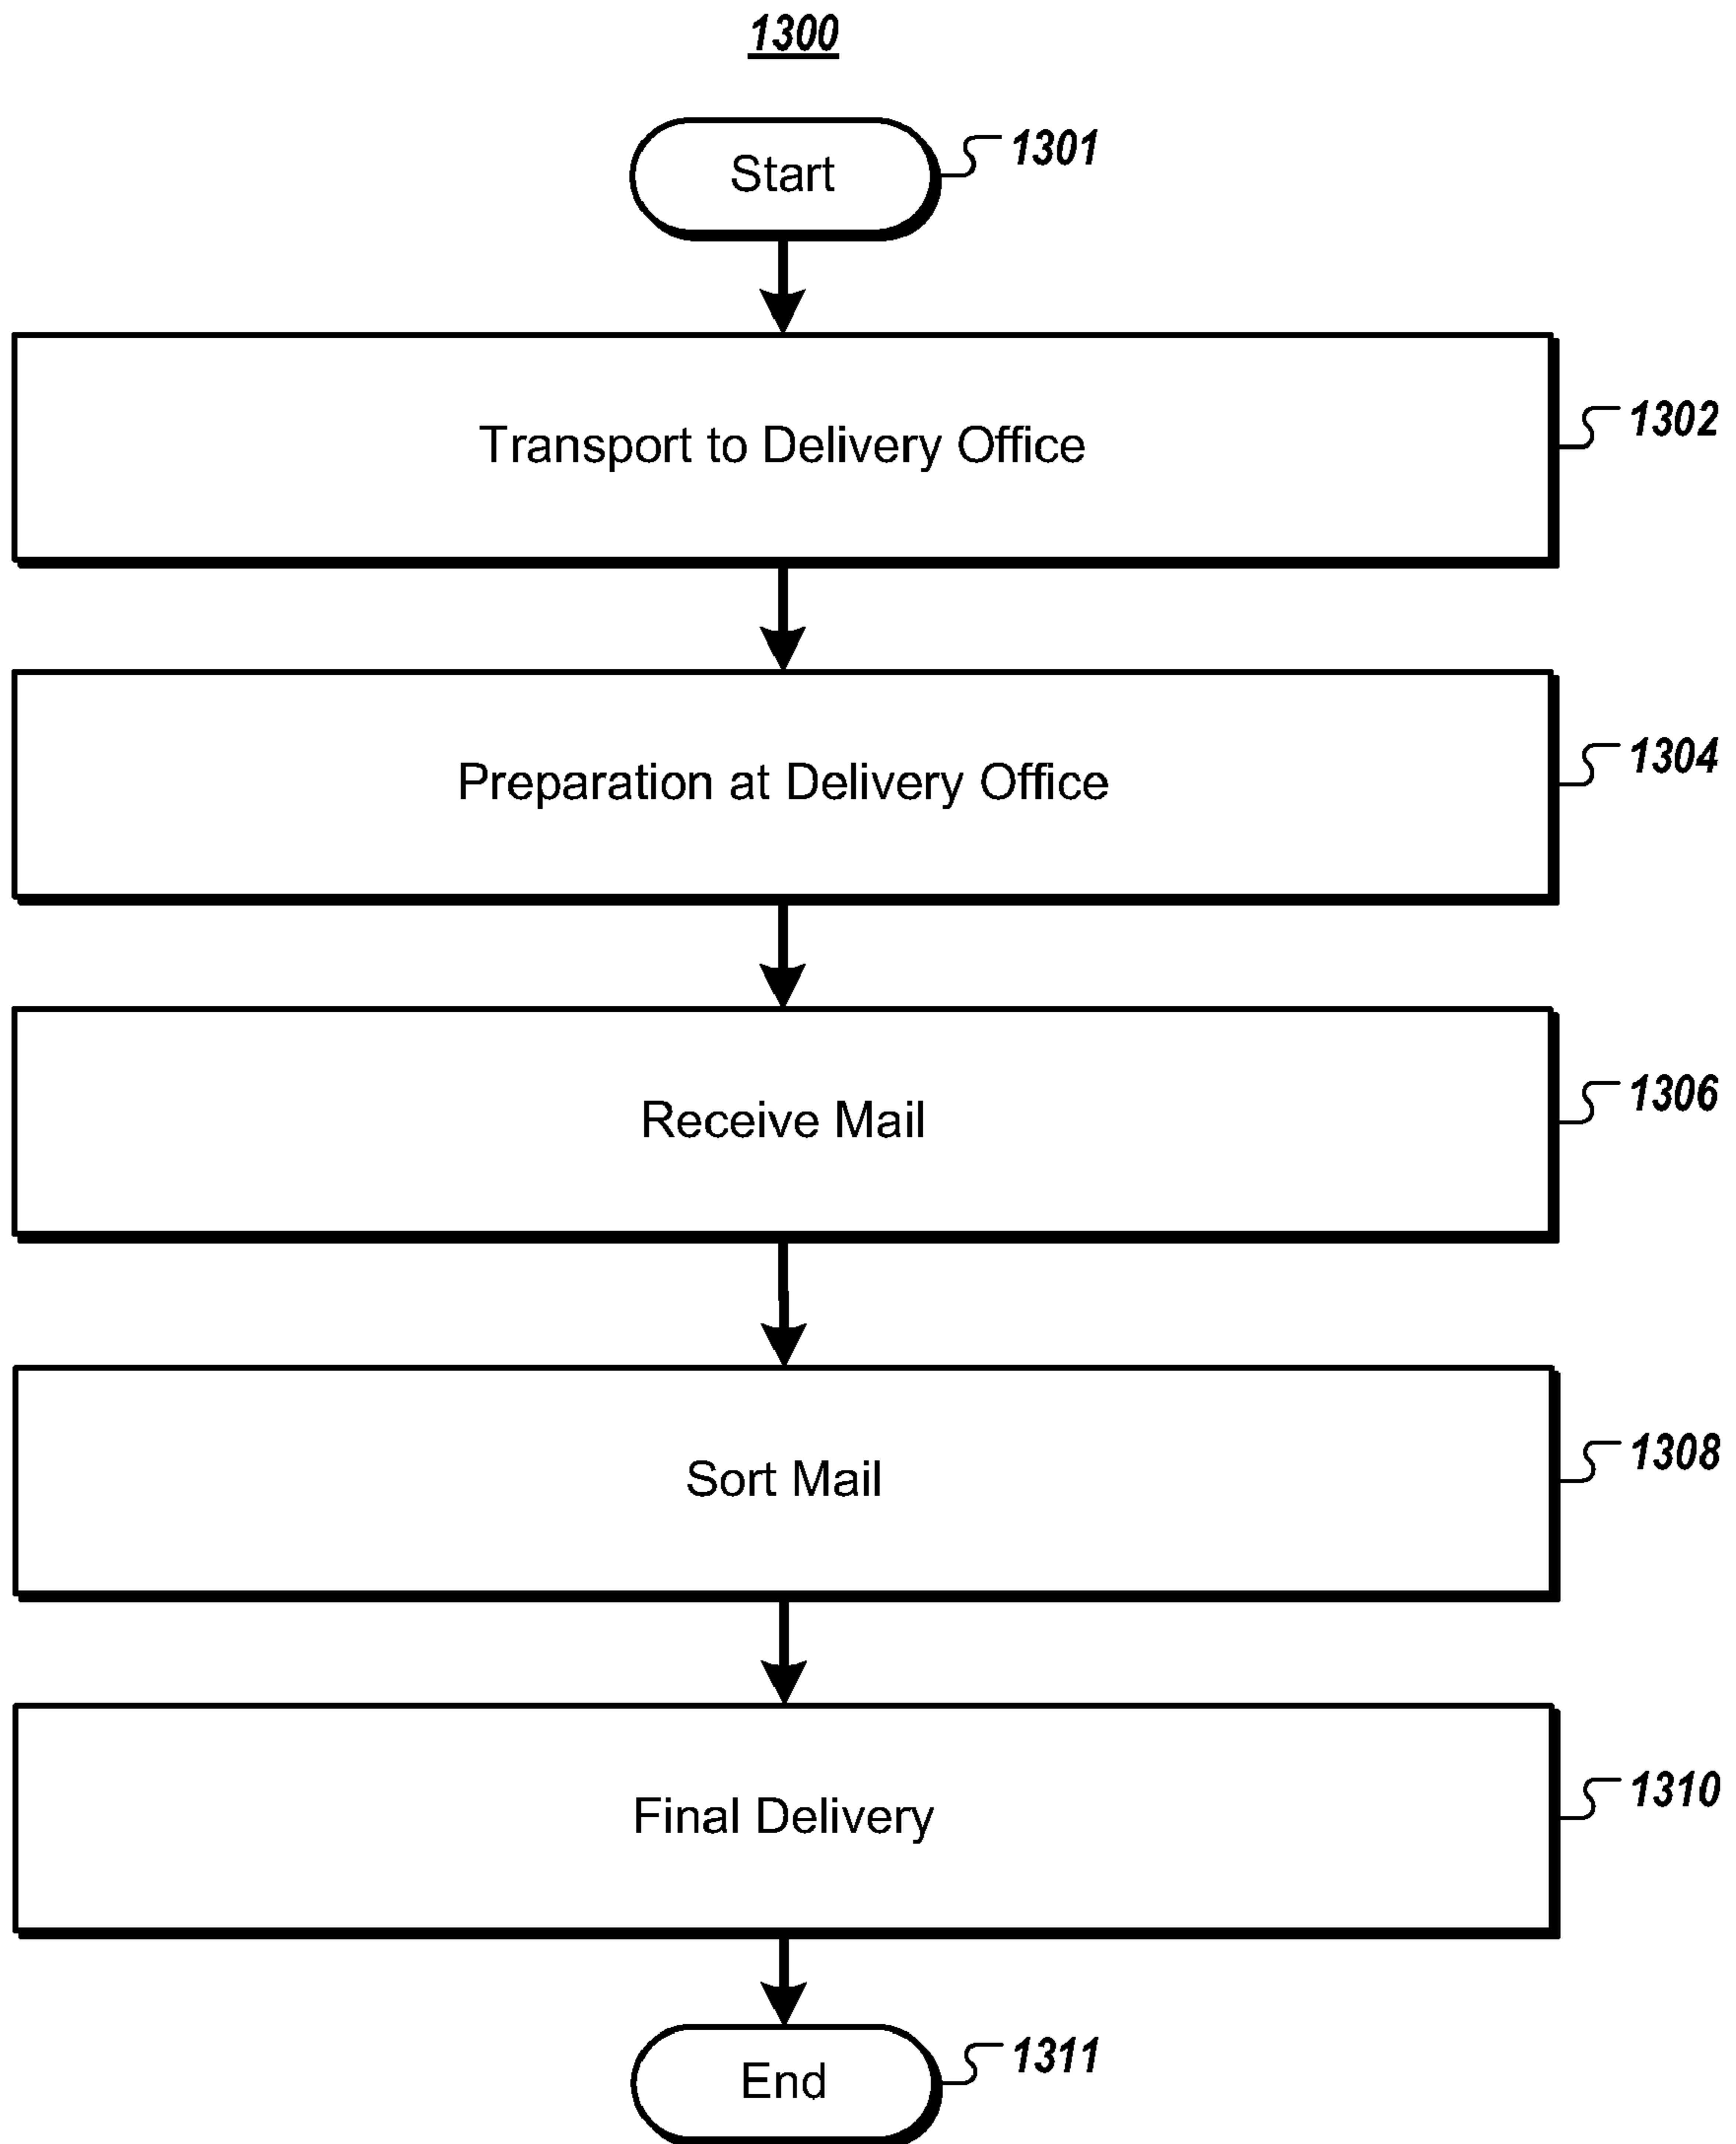 1300
Start
1301
Transport to Delivery Office
1302
Preparation at Delivery Office
1304
Receive Mail
1306
Sort Mail
1308
Final Delivery
1310
End
1311